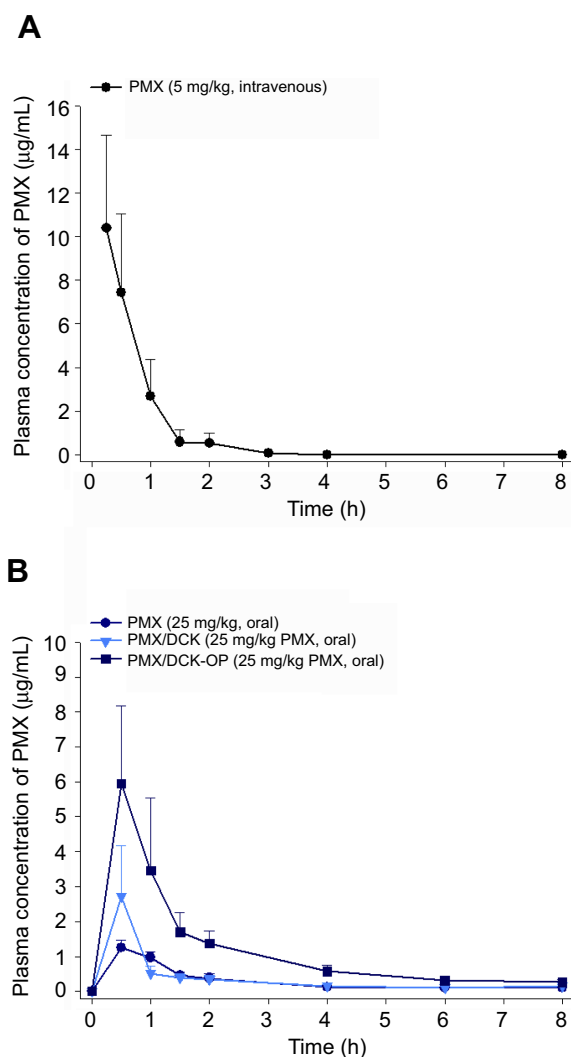 A
PMX (5 mg/kg, intravenous)
Plasma concentration of PMX (µg/mL)
16
14
12
10
8
6
4
2
0
0 1 2 3 4 5 6 7 8
Time (h)
B
PMX (25 mg/kg, oral)
PMX/DCK (25 mg/kg PMX, oral)
PMX/DCK-OP (25 mg/kg PMX, oral)
Plasma concentration of PMX (µg/mL)
10
9
8
7
6
5
4
3
2
1
0
0 1 2 3 4 5 6 7 8
Time (h)